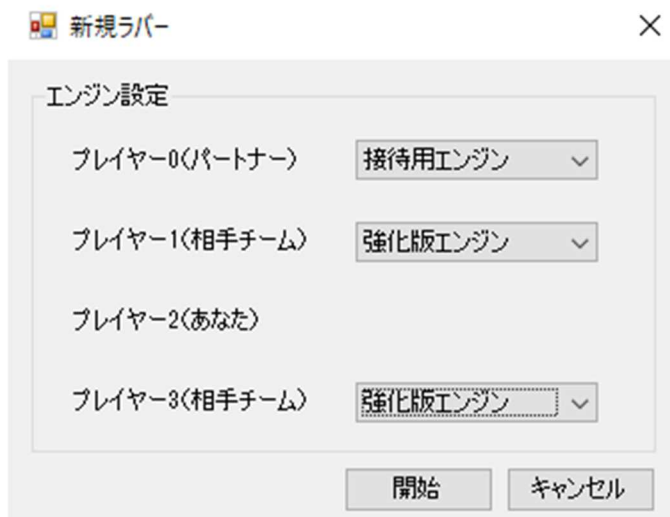 新規ラバー
エンジン設定
プレイヤー0(パートナー) 接待用エンジン
プレイヤー1(相手チーム) 強化版エンジン
プレイヤー2(あなた)
プレイヤー3(相手チーム) 強化版エンジン
開始 キャンセル